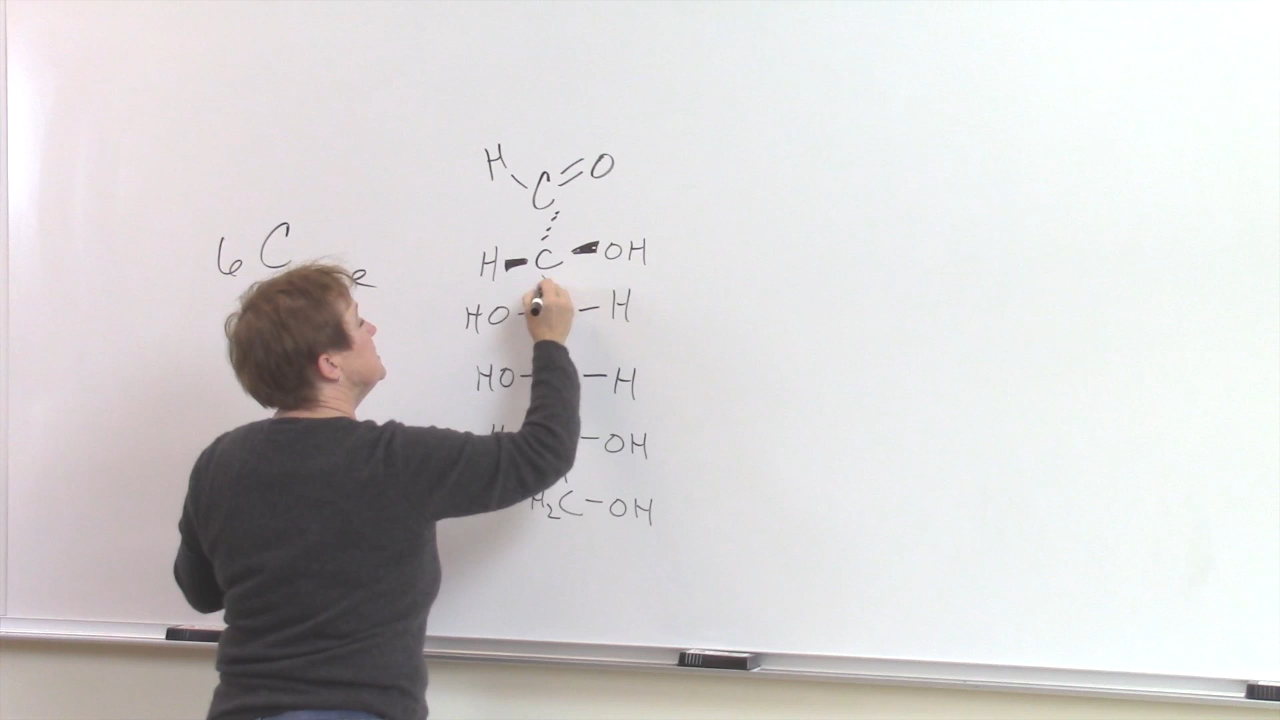 H C = O
6 C
H C OH
HO - - H
HO - - H
H - OH
H2C - OH